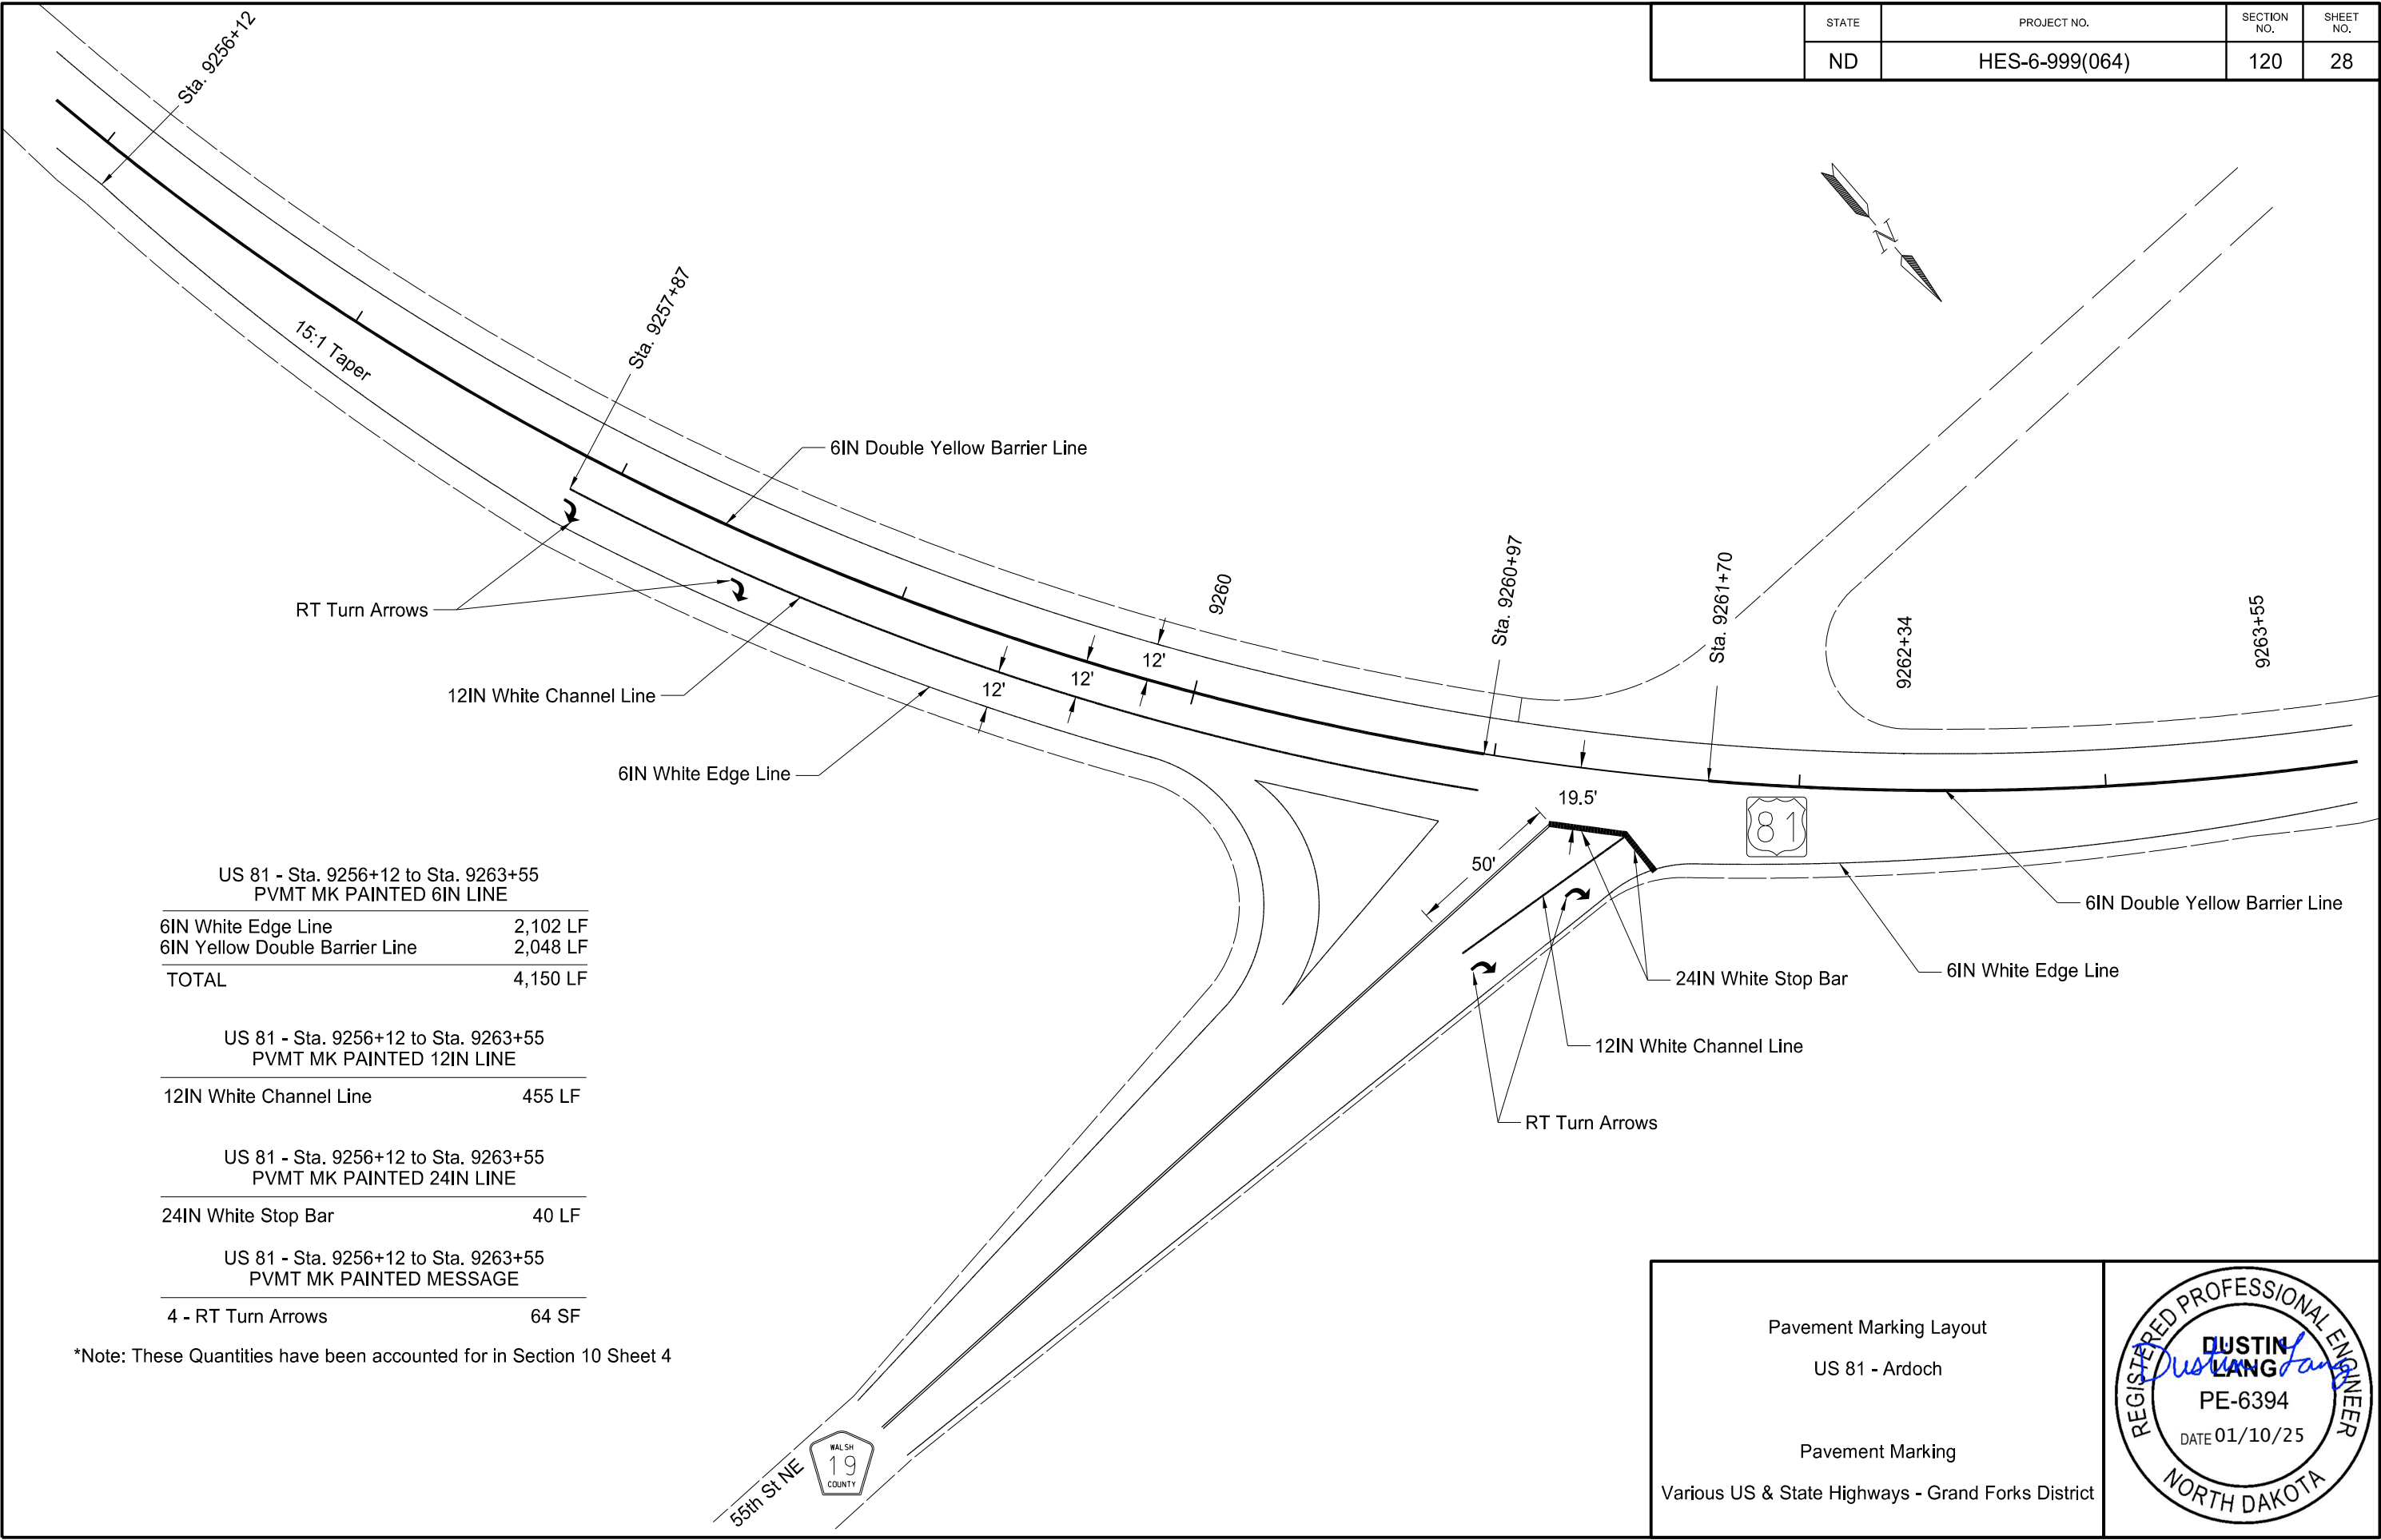 STATE
PROJECT NO.
SECTION NO.
SHEET NO.
ND
HES-6-999(064)
120
28
Sta. 9256+12
N
15:1 Taper
Sta. 9257+87
6IN Double Yellow Barrier Line
RT Turn Arrows
12IN White Channel Line
6IN White Edge Line
12'
12'
12'
9260
Sta. 9260+97
Sta. 9261+70
9262+34
9263+55
19.5'
50'
81
6IN Double Yellow Barrier Line
6IN White Edge Line
24IN White Stop Bar
12IN White Channel Line
RT Turn Arrows
US 81 - Sta. 9256+12 to Sta. 9263+55
PVMT MK PAINTED 6IN LINE
6IN White Edge Line 2,102 LF
6IN Yellow Double Barrier Line 2,048 LF
TOTAL 4,150 LF
US 81 - Sta. 9256+12 to Sta. 9263+55
PVMT MK PAINTED 12IN LINE
12IN White Channel Line 455 LF
US 81 - Sta. 9256+12 to Sta. 9263+55
PVMT MK PAINTED 24IN LINE
24IN White Stop Bar 40 LF
US 81 - Sta. 9256+12 to Sta. 9263+55
PVMT MK PAINTED MESSAGE
4 - RT Turn Arrows 64 SF
*Note: These Quantities have been accounted for in Section 10 Sheet 4
55th St NE
WALSH
19
COUNTY
Pavement Marking Layout
US 81 - Ardoch
Pavement Marking
Various US & State Highways - Grand Forks District
REGISTERED PROFESSIONAL ENGINEER
DUSTIN
LANG
Dustin Lang
PE-6394
DATE 01/10/25
NORTH DAKOTA